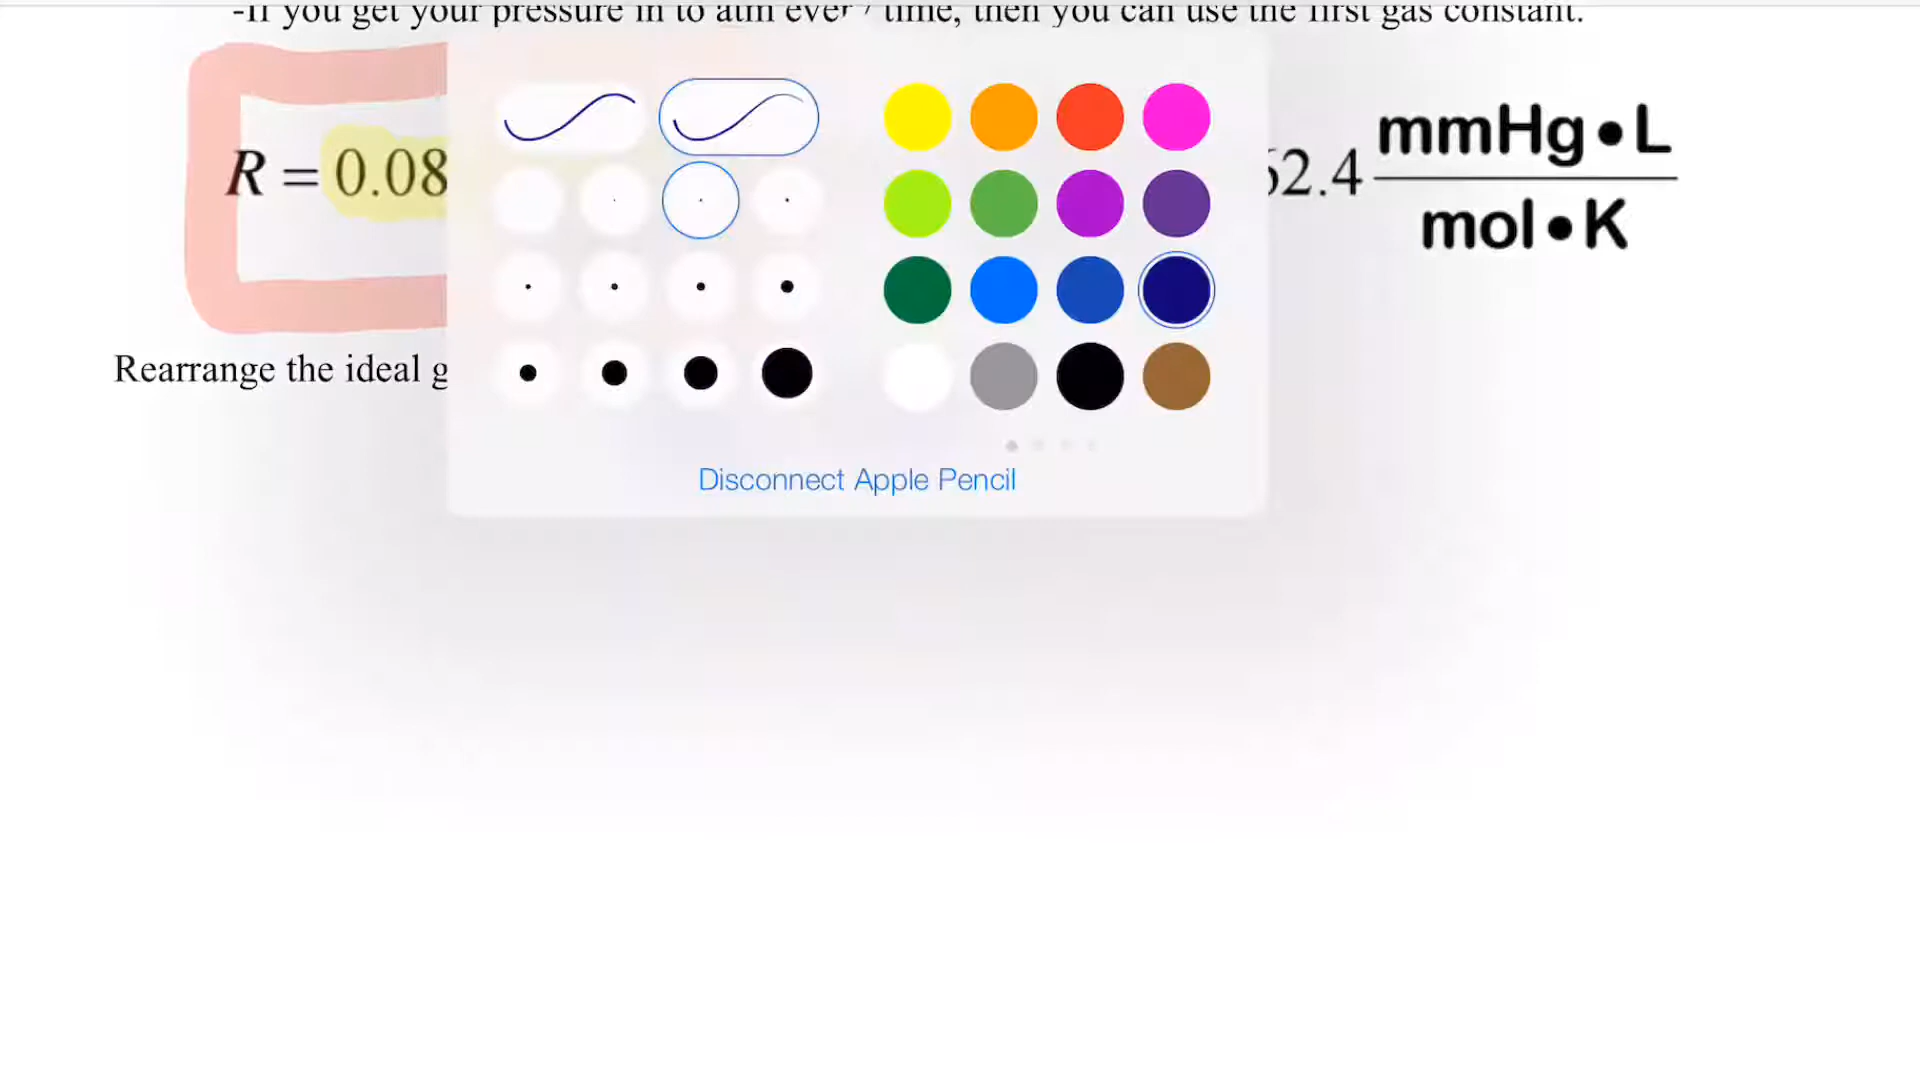 -If you get your pressure in to atm every time, then you can use the first gas constant.
R = 0.08
62.4 mmHg•L
mol•K
Rearrange the ideal g
Disconnect Apple Pencil